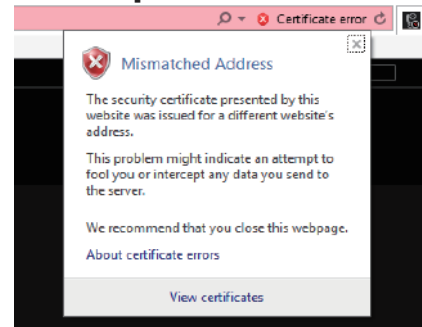 Certificate error
Mismatched Address
The security certificate presented by this
website was issued for a different website's
address.
This problem might indicate an attempt to
fool you or intercept any data you send to
the server.
We recommend that you close this webpage.
About certificate errors
View certificates